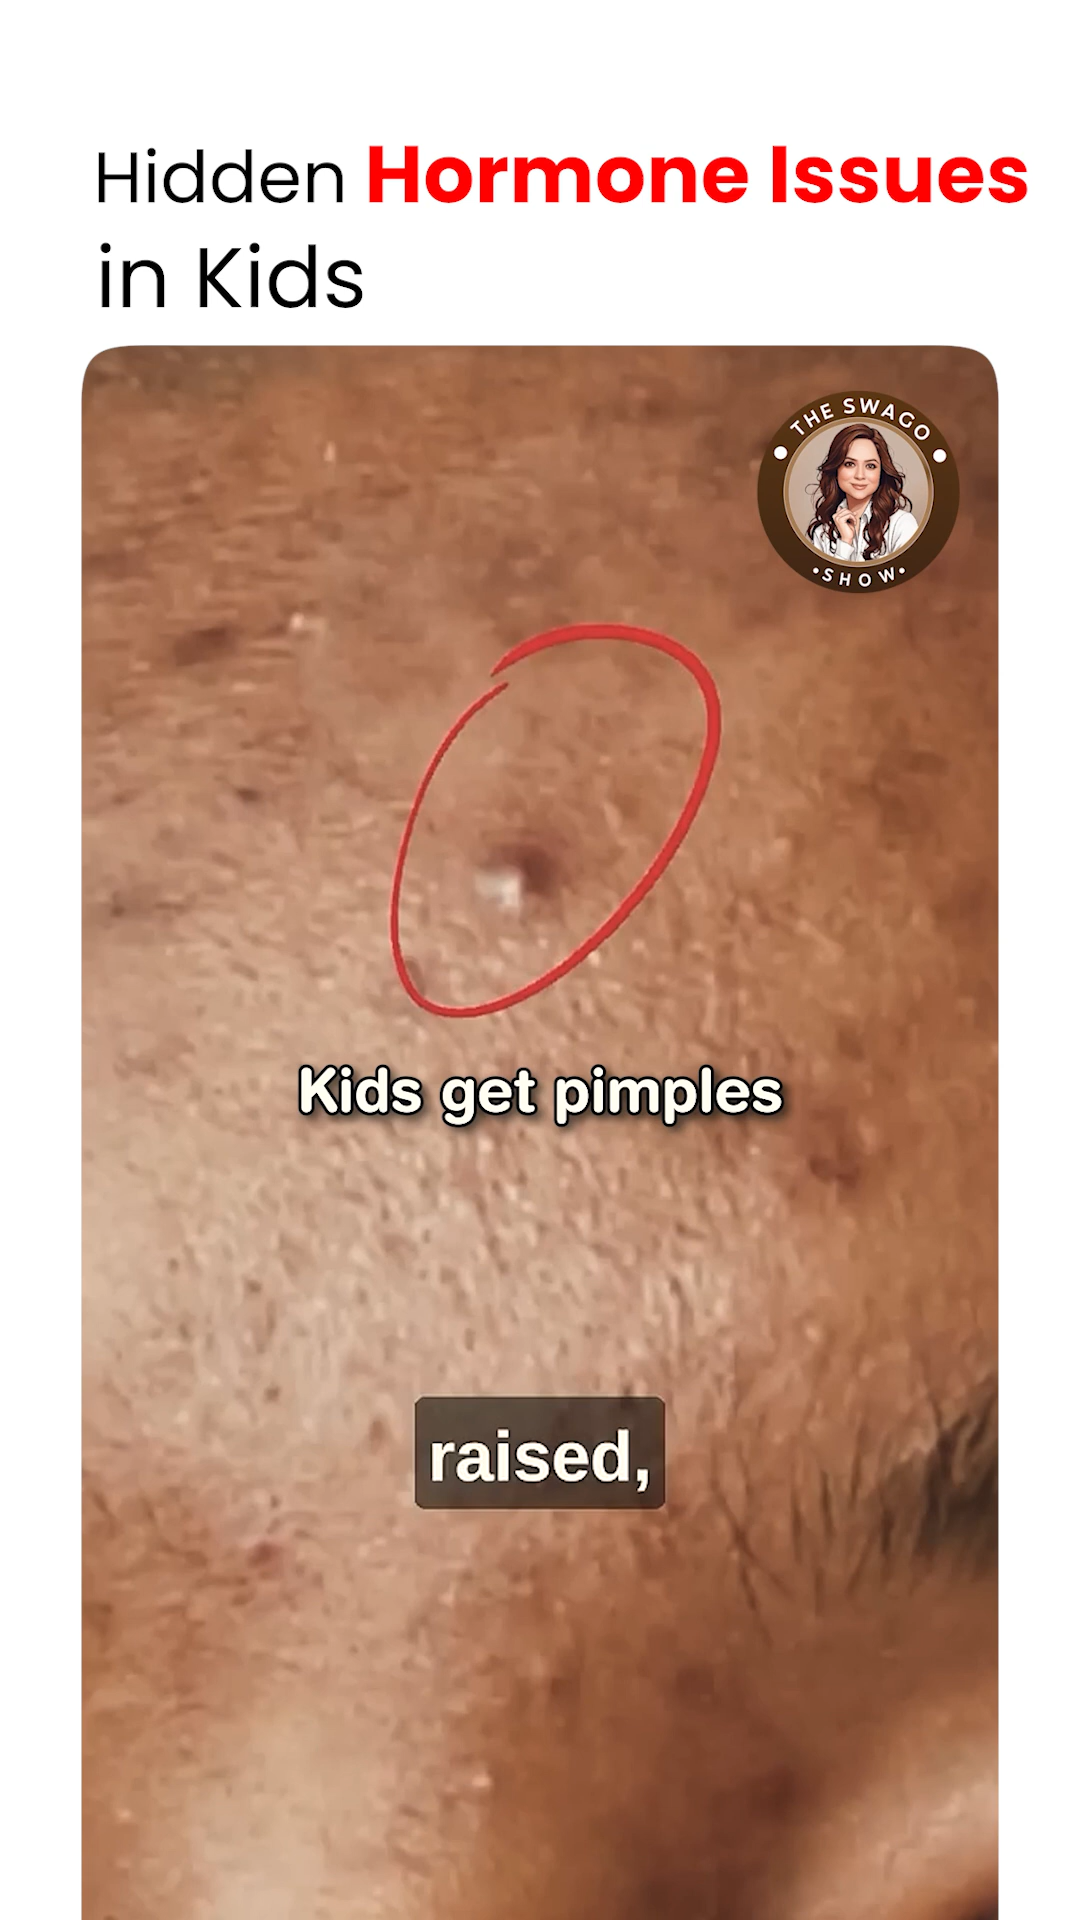 Hidden Hormone Issues
in Kids
THE SWAGO
SHOW
Kids get pimples
raised,